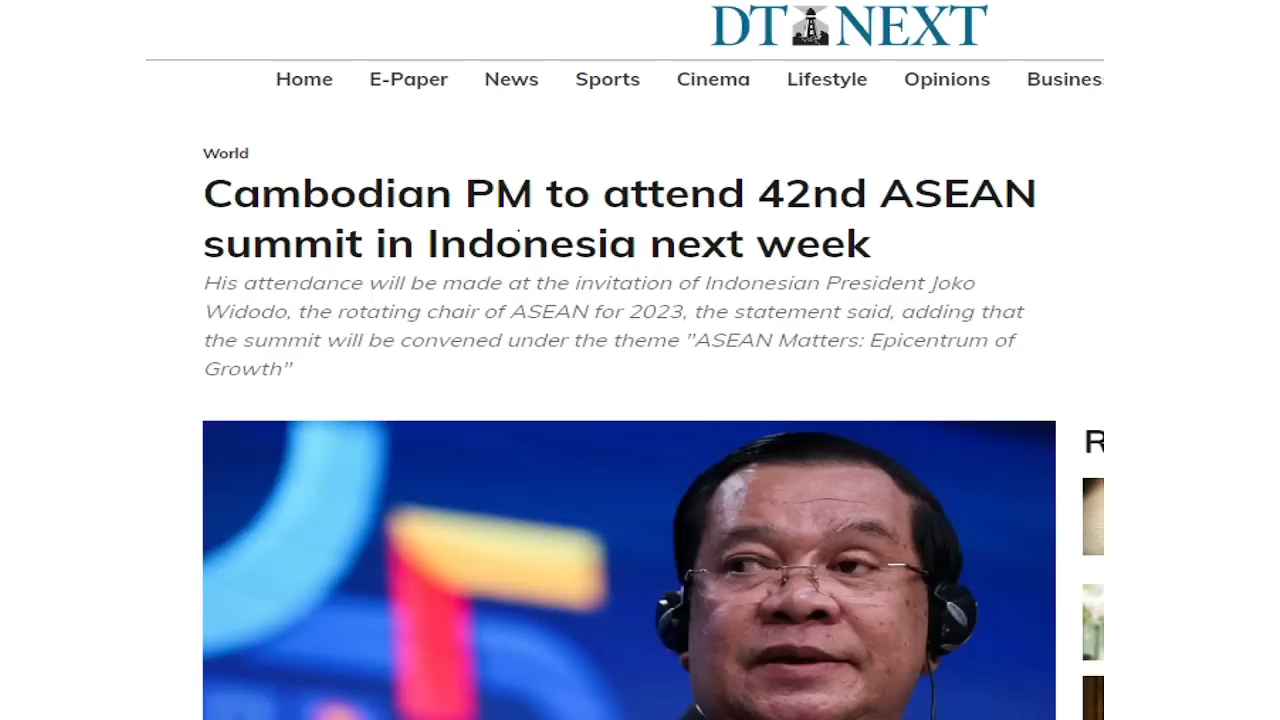 DT NEXT
Home E-Paper News Sports Cinema Lifestyle Opinions Business
World
Cambodian PM to attend 42nd ASEAN
summit in Indonesia next week
His attendance will be made at the invitation of Indonesian President Joko
Widodo, the rotating chair of ASEAN for 2023, the statement said, adding that
the summit will be convened under the theme "ASEAN Matters: Epicentrum of
Growth"
R